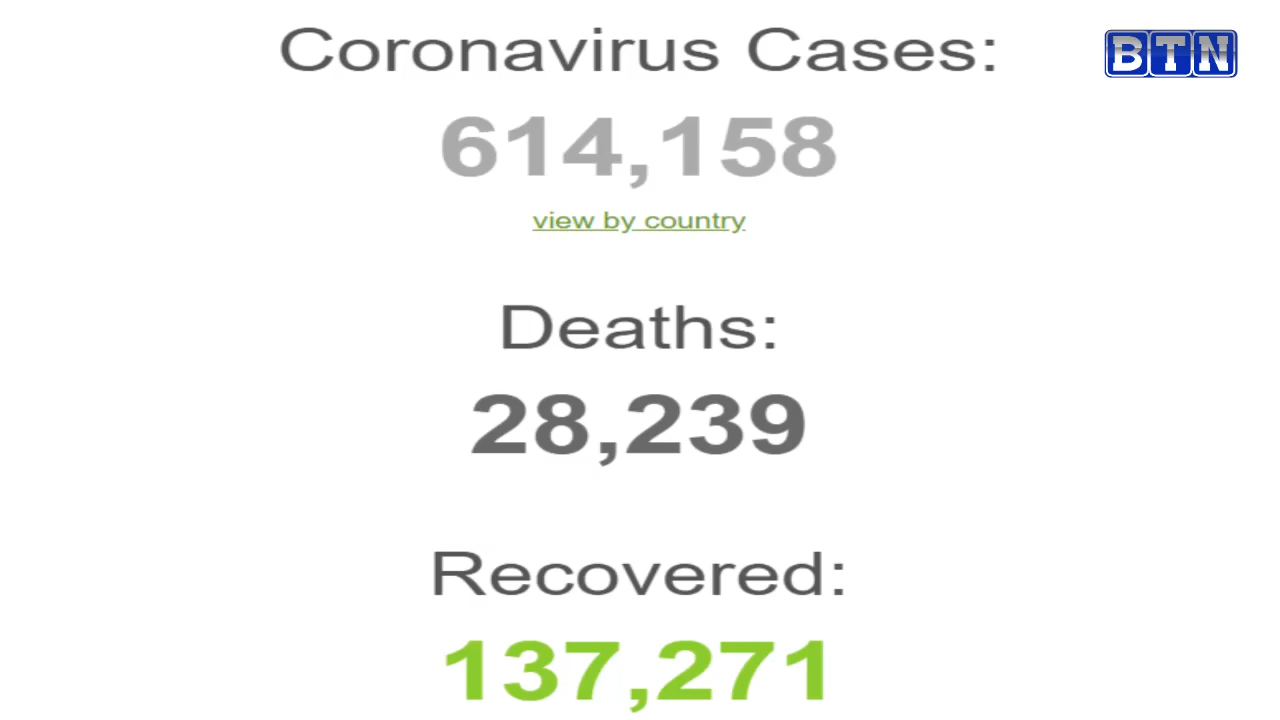 Coronavirus Cases:
BTN
614,158
view by country
Deaths:
28,239
Recovered:
137,271